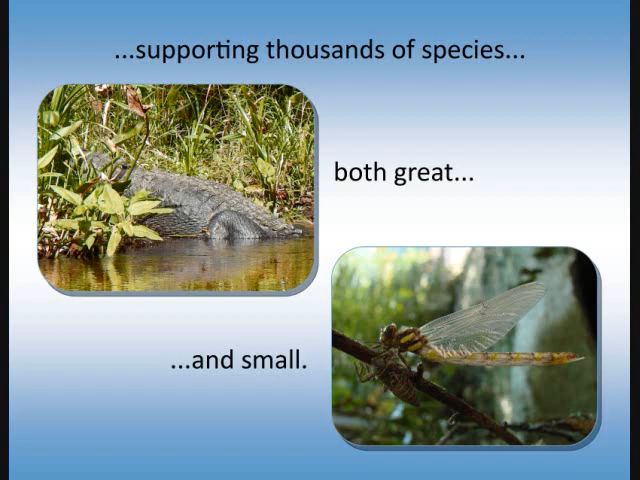 ...supporting thousands of species...
both great...
...and small.